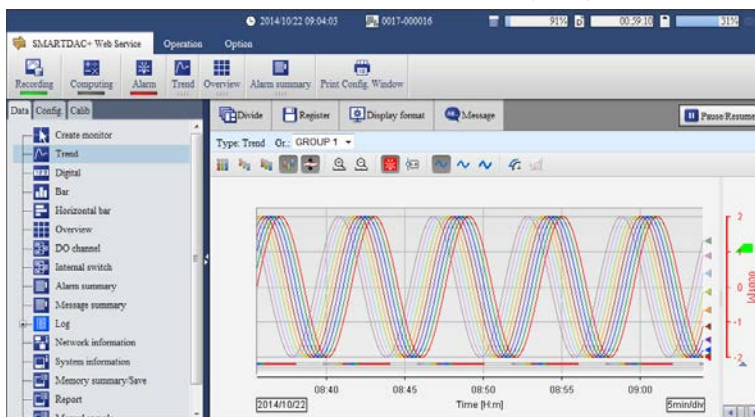 2014/10/22 09:04:03 0017-000016 91% 00:59:10 31%
SMARTDAC+ Web Service Operation Option
Recording Computing Alarm Trend Overview Alarm summary Print Config. Window
Data Config Calib
Divide Register Display format Message Pause/Resume
Create monitor
Trend
Digital
Bar
Horizontal bar
Overview
DO channel
Internal switch
Alarm summary
Message summary
Log
Network information
System information
Memory summary/Save
Report
Type: Trend Gr.: GROUP 1
2
1
0
-1
-2
08:40 08:45 08:50 08:55 09:00
2014/10/22 Time [H:m] 5min/div